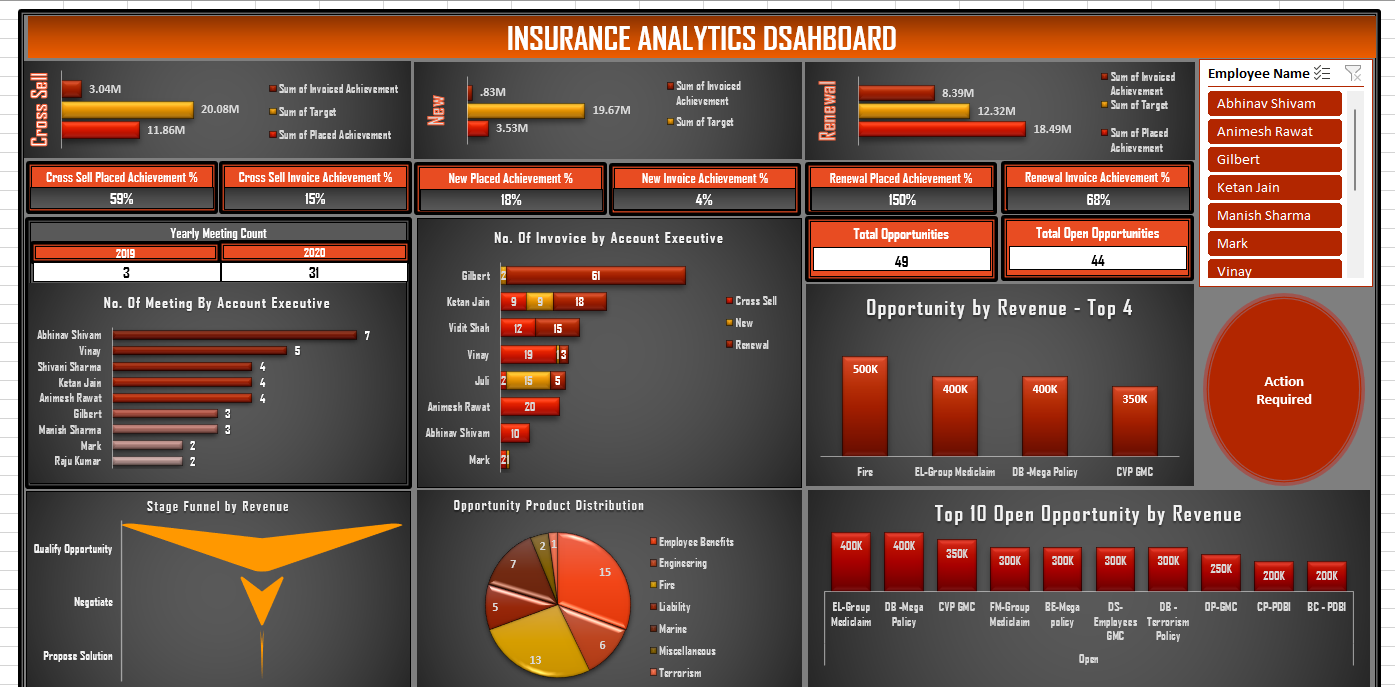 INSURANCE ANALYTICS DSAHBOARD
Cross Sell
3.04M
20.08M
11.86M
Sum of Invoiced Achievement
Sum of Target
Sum of Placed Achievement
New
.83M
19.67M
3.53M
Sum of Invoiced
Achievement
Sum of Target
Renewal
8.39M
12.32M
18.49M
Sum of Invoiced
Achievement
Sum of Target
Sum of Placed
Achievement
Employee Name
Abhinav Shivam
Animesh Rawat
Gilbert
Ketan Jain
Manish Sharma
Mark
Vinay
Cross Sell Placed Achievement %
59%
Cross Sell Invoice Achievement %
15%
New Placed Achievement %
18%
New Invoice Achievement %
4%
Renewal Placed Achievement %
150%
Renewal Invoice Achievement %
68%
Yearly Meeting Count
2019 2020
3 31
Total Opportunities
49
Total Open Opportunities
44
No. Of Meeting By Account Executive
Abhinav Shivam 7
Vinay 5
Shivani Sharma 4
Ketan Jain 4
Animesh Rawat 4
Gilbert 3
Manish Sharma 3
Mark 2
Raju Kumar 2
No. Of Invovice by Account Executive
Gilbert 2 61
Ketan Jain 9 9 18
Vidit Shah 12 15
Vinay 19 1 3
Juli 2 15 5
Animesh Rawat 20
Abhinav Shivam 10
Mark 2 1
Cross Sell
New
Renewal
Opportunity by Revenue - Top 4
500K 400K 400K 350K
Fire EL-Group Mediclaim DB -Mega Policy CVP GMC
Action
Required
Stage Funnel by Revenue
Qualify Opportunity
Negotiate
Propose Solution
Opportunity Product Distribution
15
6
13
5
7
2
1
Employee Benefits
Engineering
Fire
Liability
Marine
Miscellaneous
Terrorism
Top 10 Open Opportunity by Revenue
400K 400K 350K 300K 300K 300K 300K 250K 200K 200K
EL-Group DB -Mega CVP GMC FM-Group BE-Mega DS- DB - OP-GMC CP-PDBI BC - PDBI
Mediclaim Policy Mediclaim policy Employees Terrorism
GMC Policy
Open